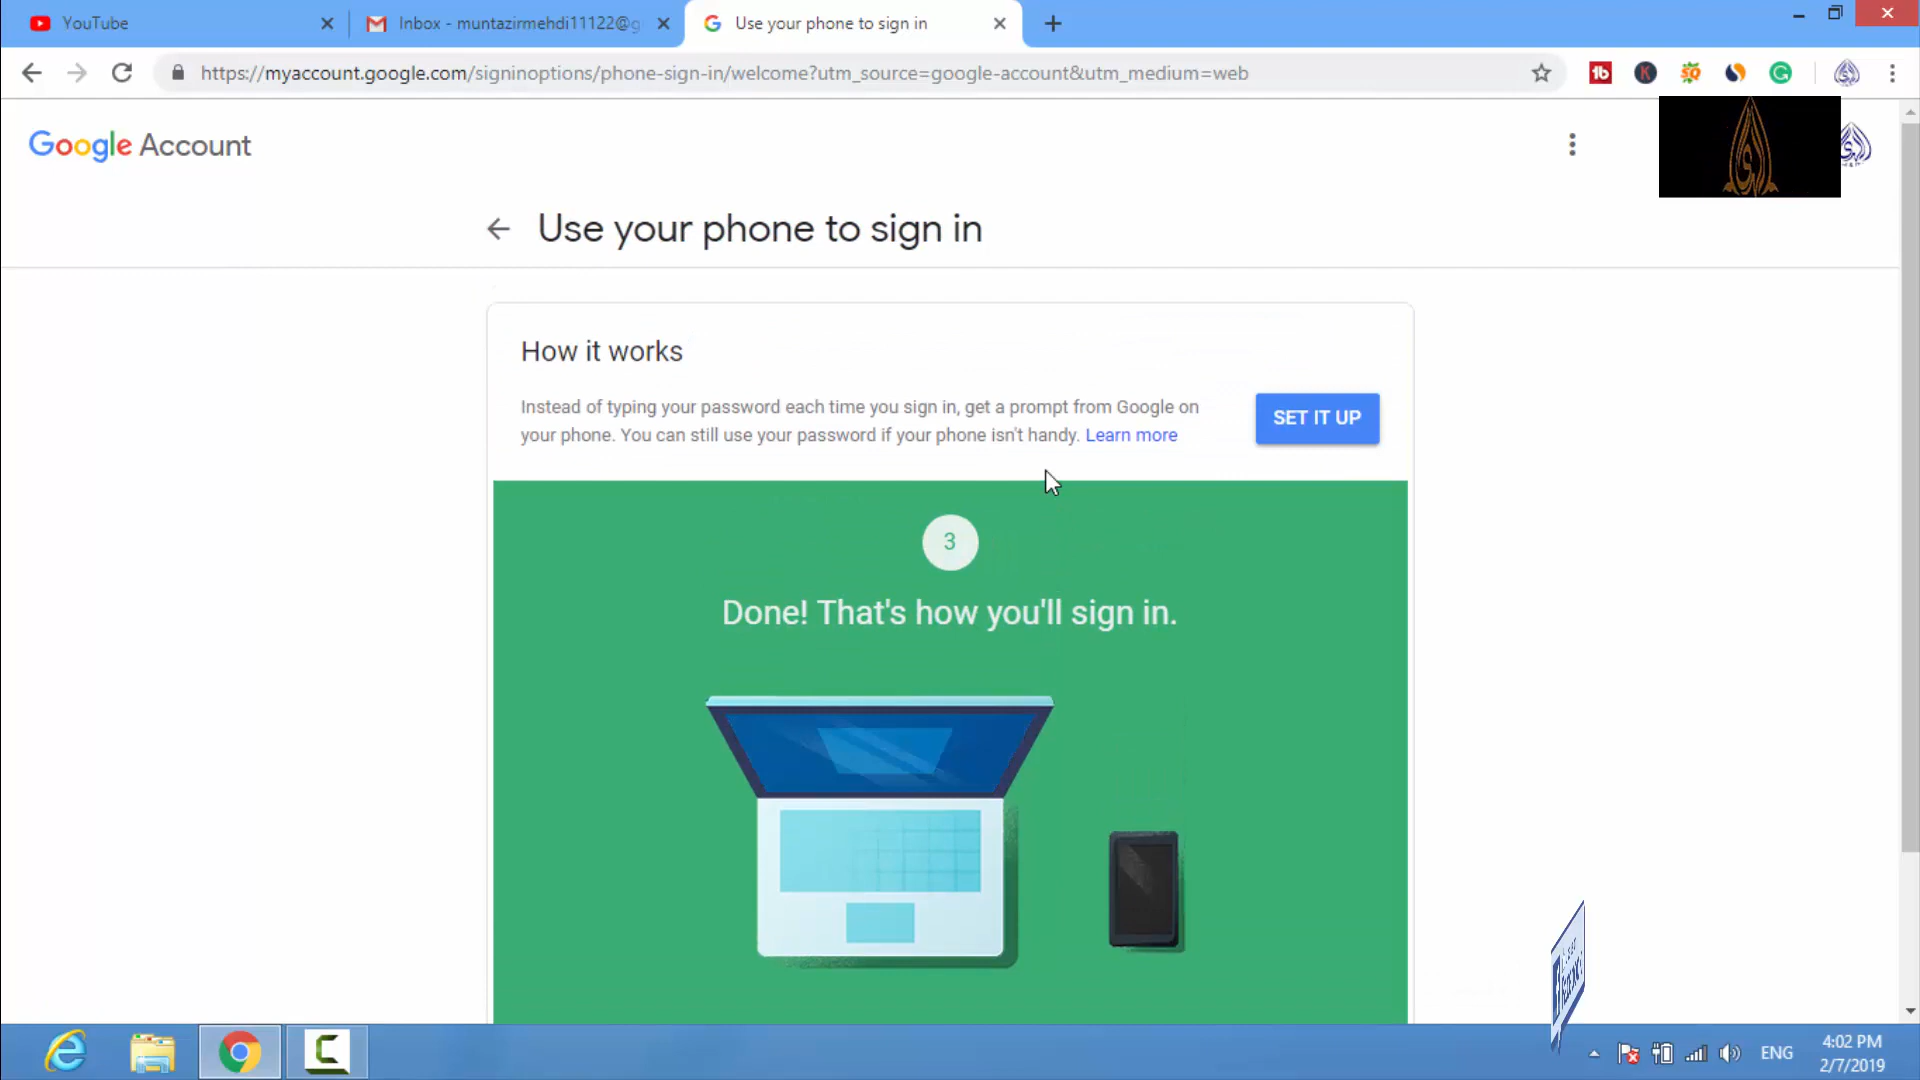 YouTube
Inbox - muntazirmehdi11122@g
Use your phone to sign in
https://myaccount.google.com/signinoptions/phone-sign-in/welcome?utm_source=google-account&utm_medium=web
Google Account
Use your phone to sign in
How it works
Instead of typing your password each time you sign in, get a prompt from Google on
your phone. You can still use your password if your phone isn't handy. Learn more
SET IT UP
3
Done! That's how you'll sign in.
ENG
4:02 PM
2/7/2019